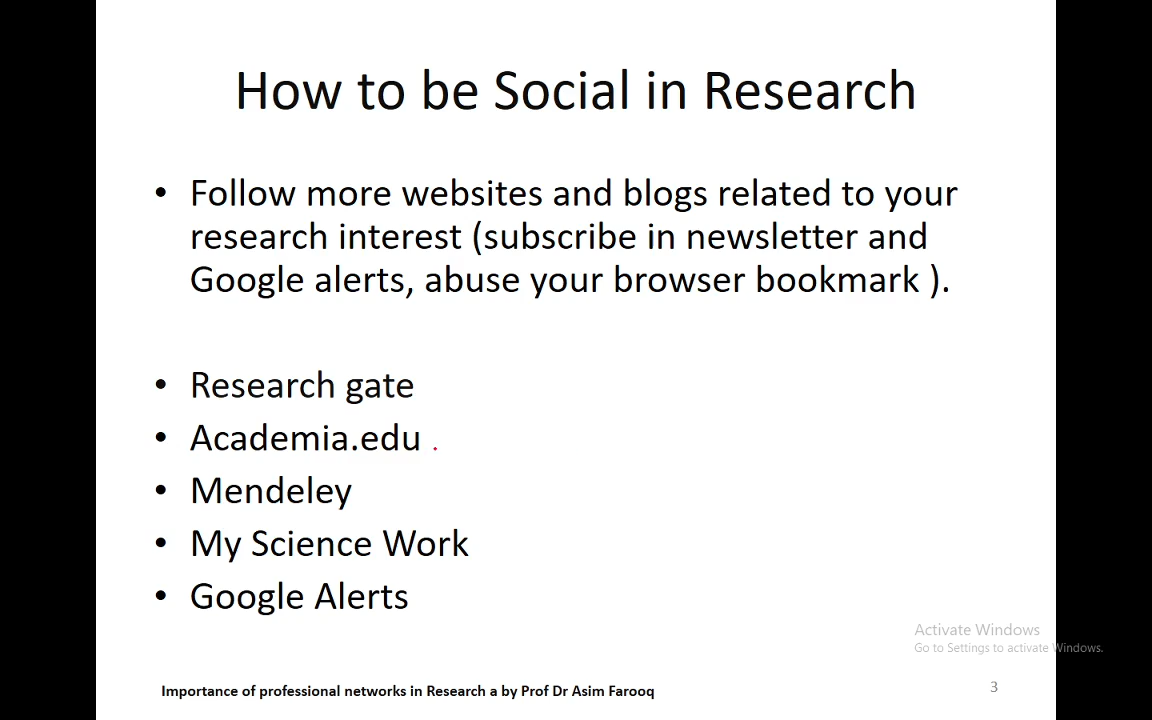 How to be Social in Research
• Follow more websites and blogs related to your
research interest (subscribe in newsletter and
Google alerts, abuse your browser bookmark ).
• Research gate
• Academia.edu
• Mendeley
• My Science Work
• Google Alerts
Activate Windows
Go to Settings to activate Windows.
Importance of professional networks in Research a by Prof Dr Asim Farooq
3